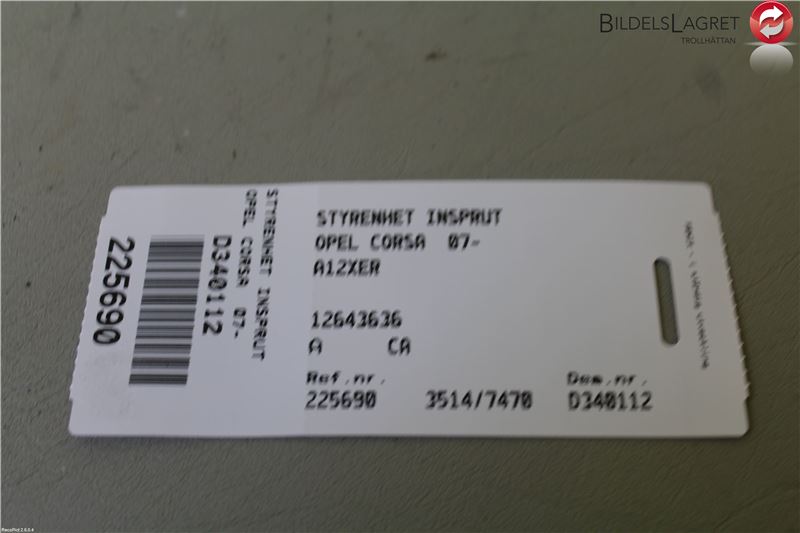 BILDELSLAGRET
TROLLHÄTTAN
STYRENHET INSPRUT
OPEL CORSA 07-
A12XER
12643636
A CA
Ref.nr. Dem.nr.
225690 3514/7470 D340112
STYRENHET INSPRUT
OPEL CORSA 07-
D340112
225690